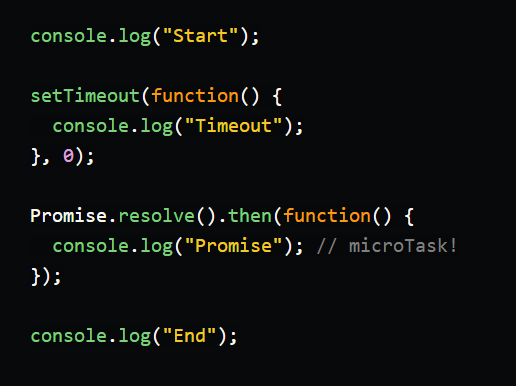 console.log("Start");

setTimeout(function() {
  console.log("Timeout");
}, 0);

Promise.resolve().then(function() {
  console.log("Promise"); // microTask!
});

console.log("End");